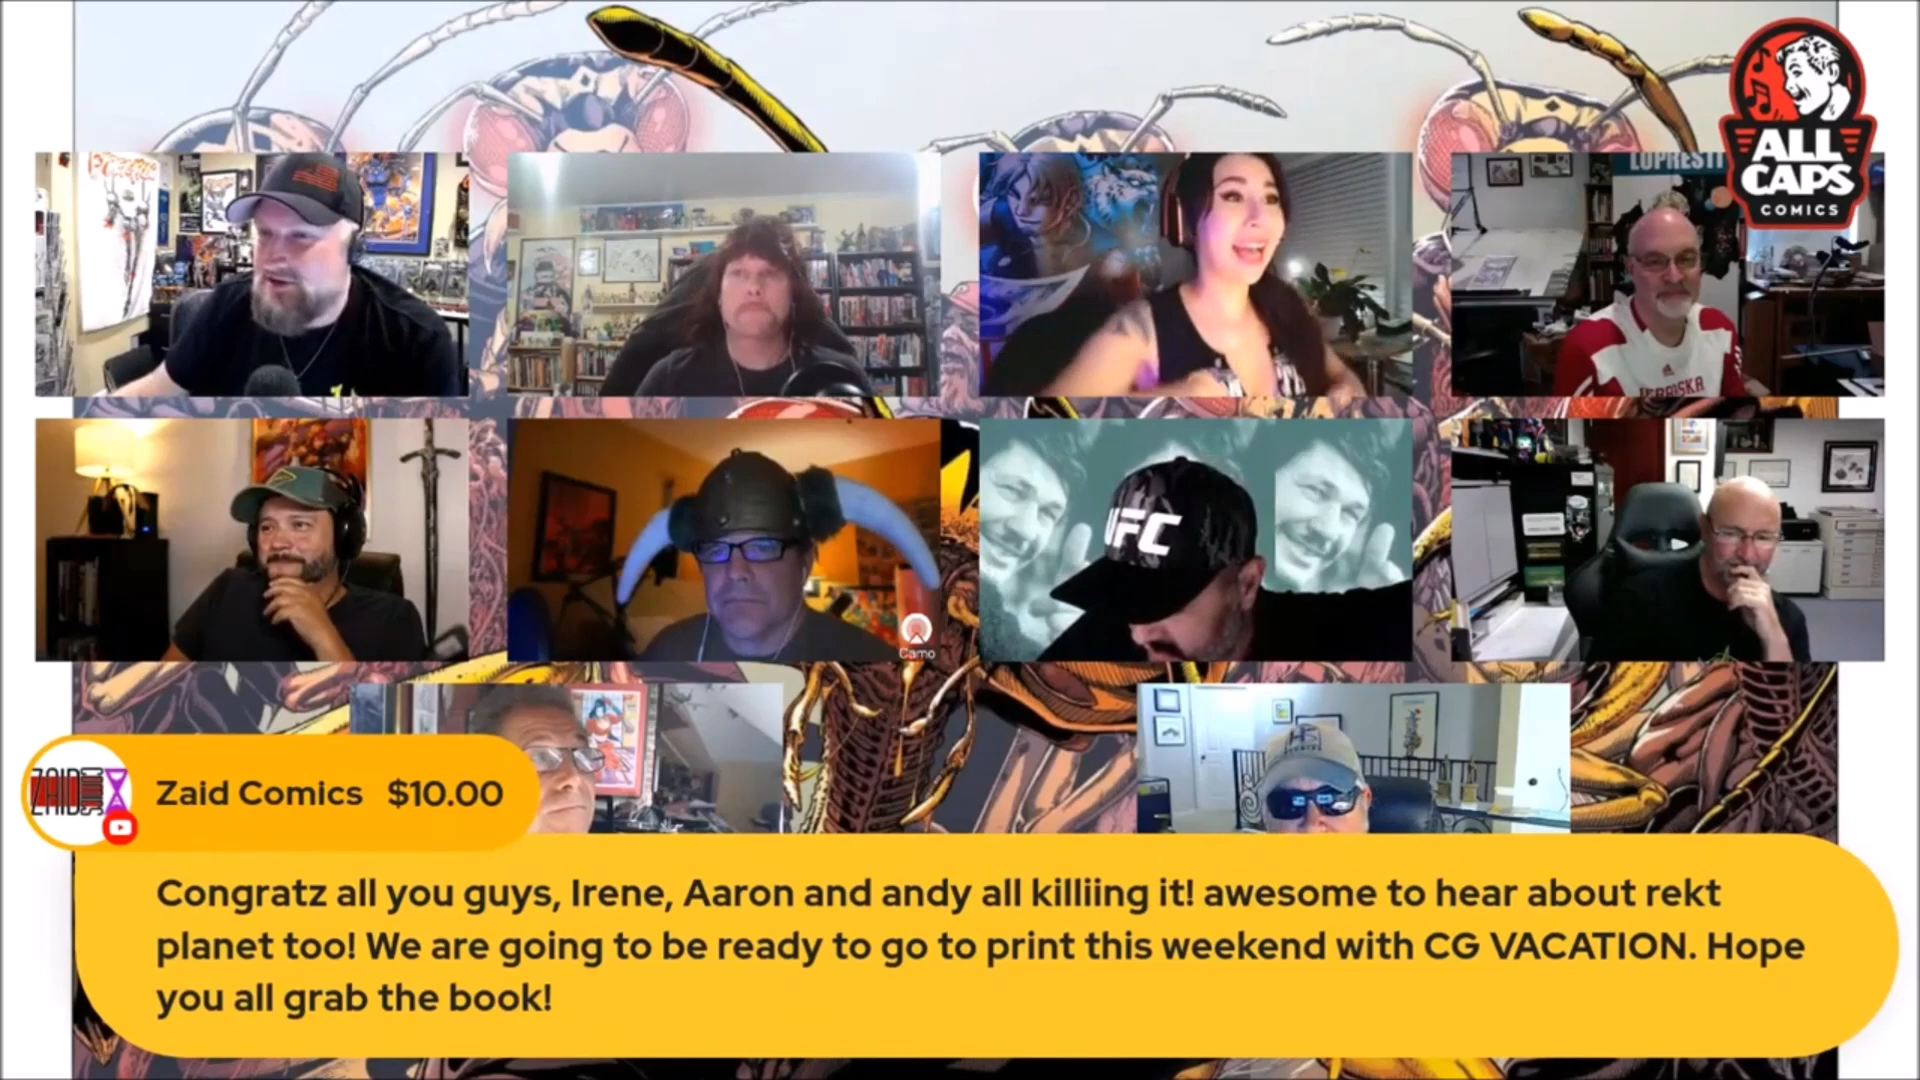 ALL
CAPS
COMICS
LOPRESTI
UFC
Camo
Zaid Comics $10.00
Congratz all you guys, Irene, Aaron and andy all killiing it! awesome to hear about rekt
planet too! We are going to be ready to go to print this weekend with CG VACATION. Hope
you all grab the book!